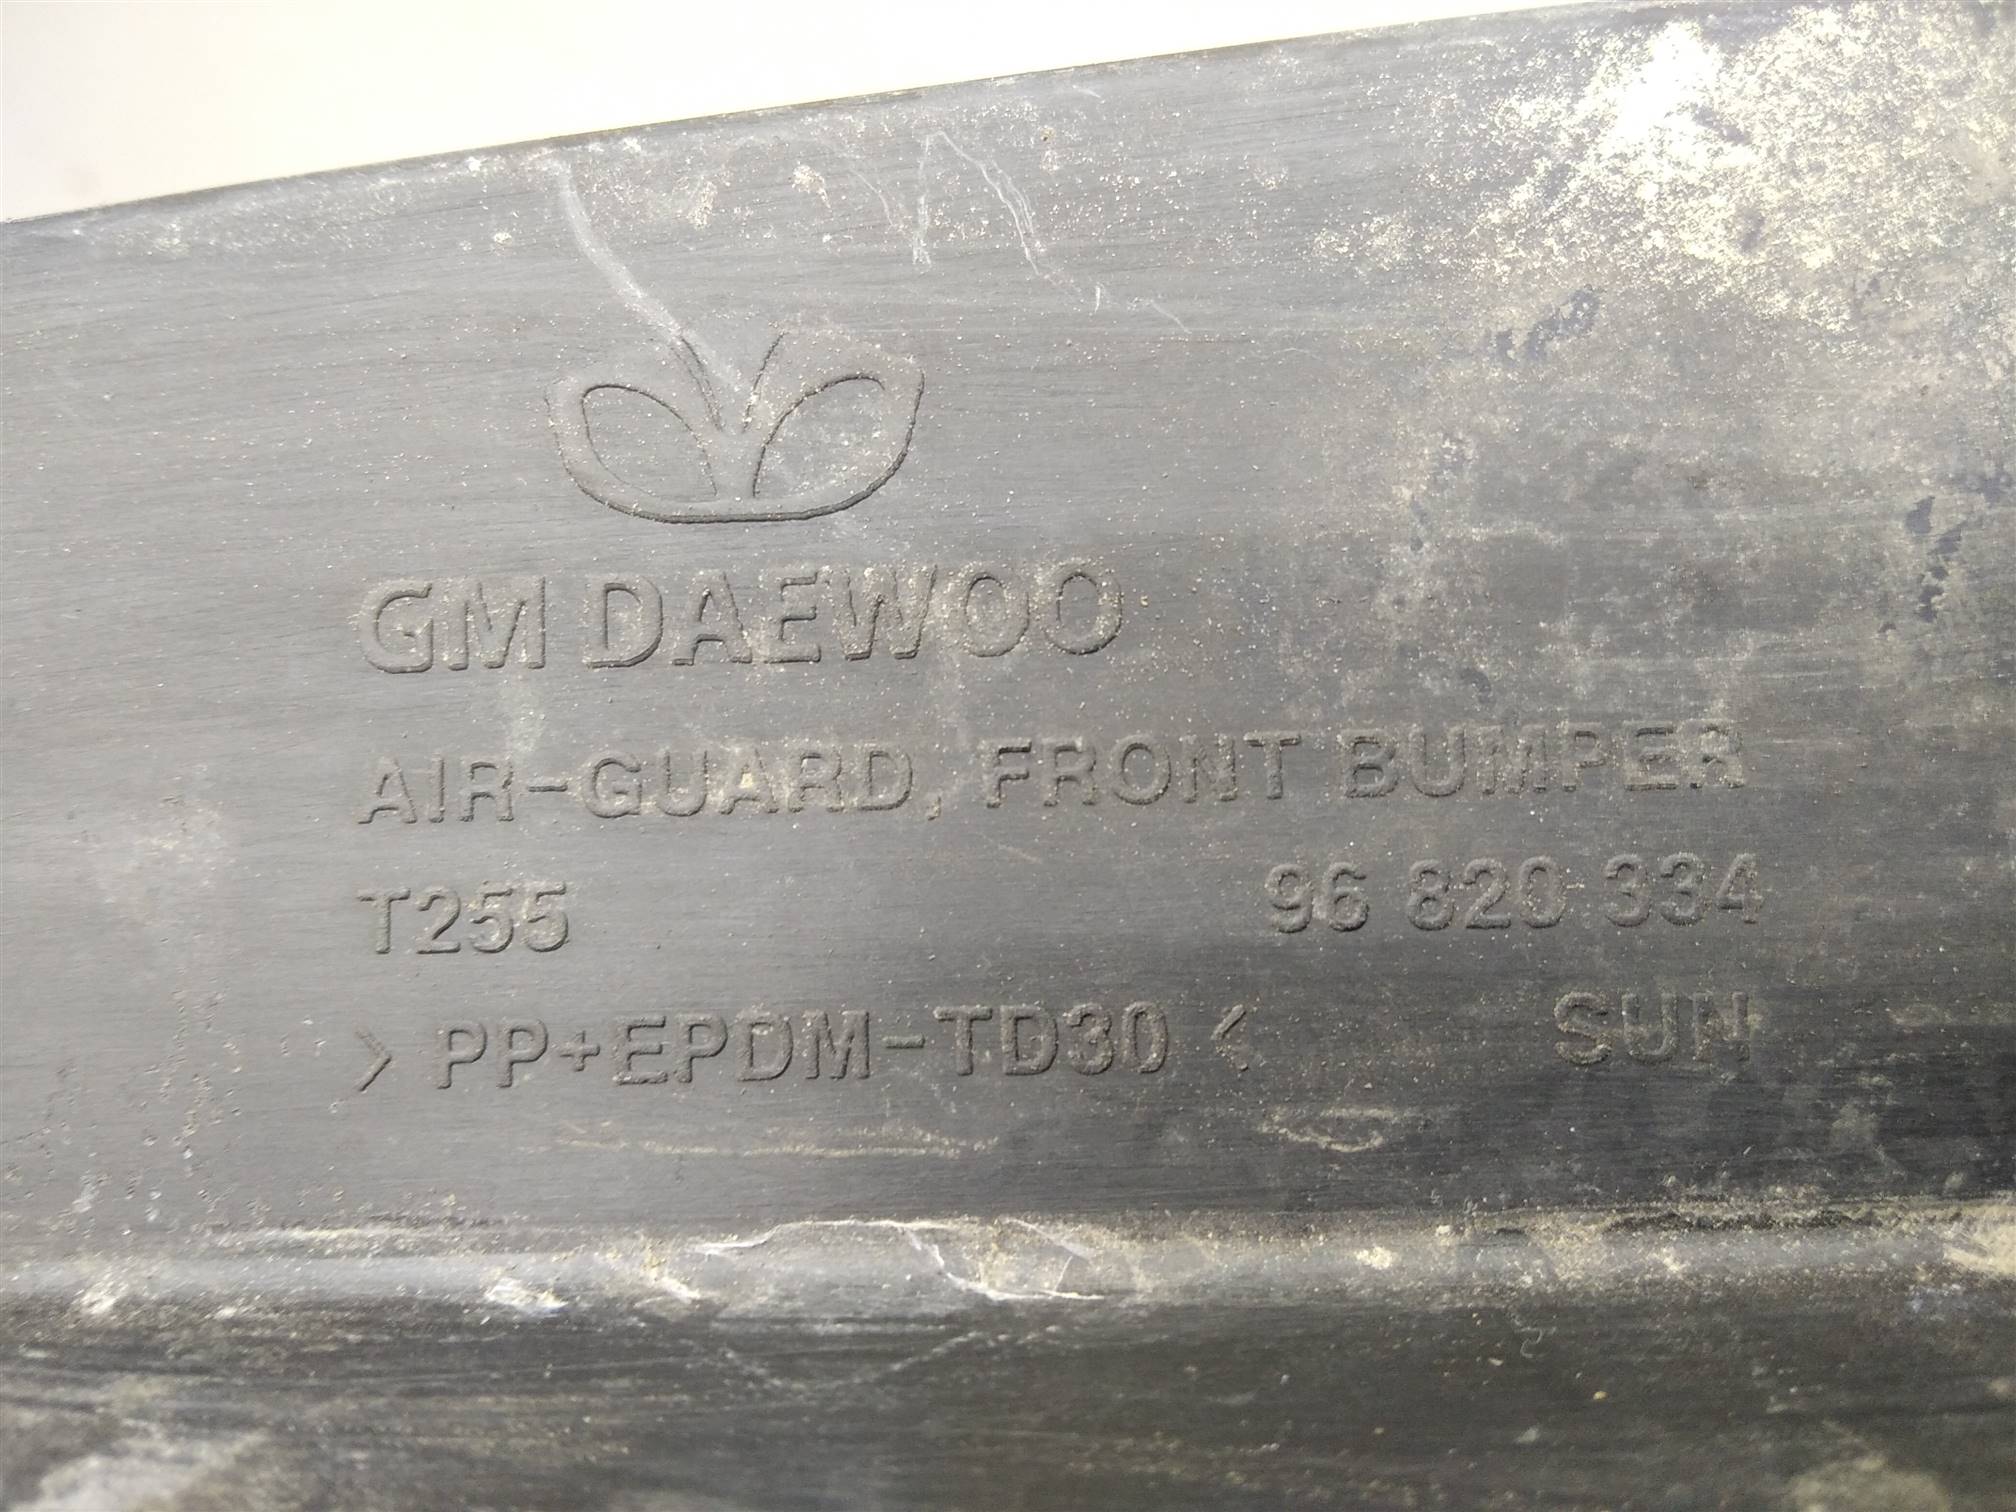 GM DAEWOO
AIR-GUARD, FRONT BUMPER
T255 96 820 334
> PP+EPDM-TD30 < SUN